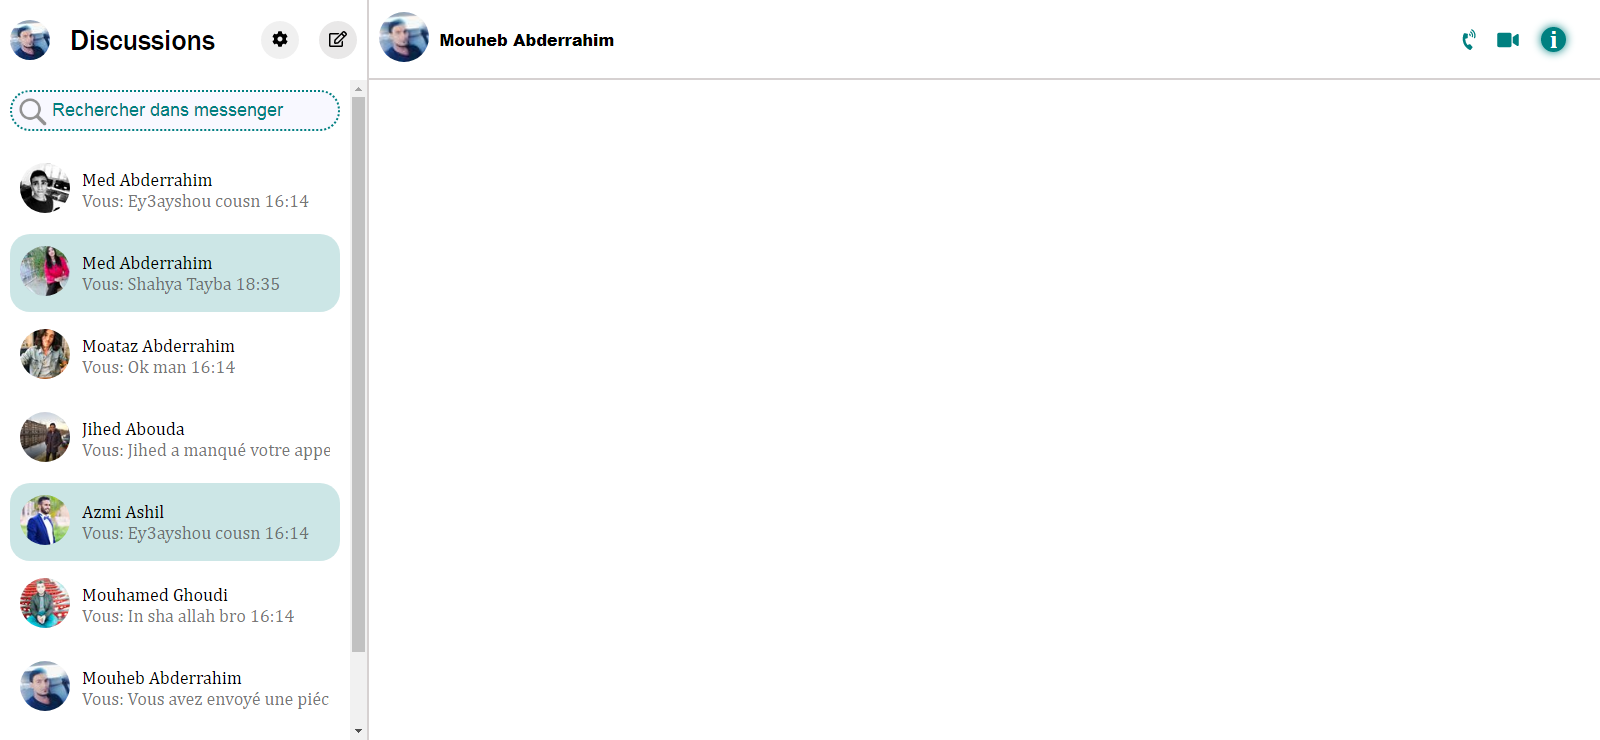 Discussions
Mouheb Abderrahim
Rechercher dans messenger
Med Abderrahim
Vous: Ey3ayshou cousn 16:14
Med Abderrahim
Vous: Shahya Tayba 18:35
Moataz Abderrahim
Vous: Ok man 16:14
Jihed Abouda
Vous: Jihed a manqué votre appe
Azmi Ashil
Vous: Ey3ayshou cousn 16:14
Mouhamed Ghoudi
Vous: In sha allah bro 16:14
Mouheb Abderrahim
Vous: Vous avez envoyé une piéc